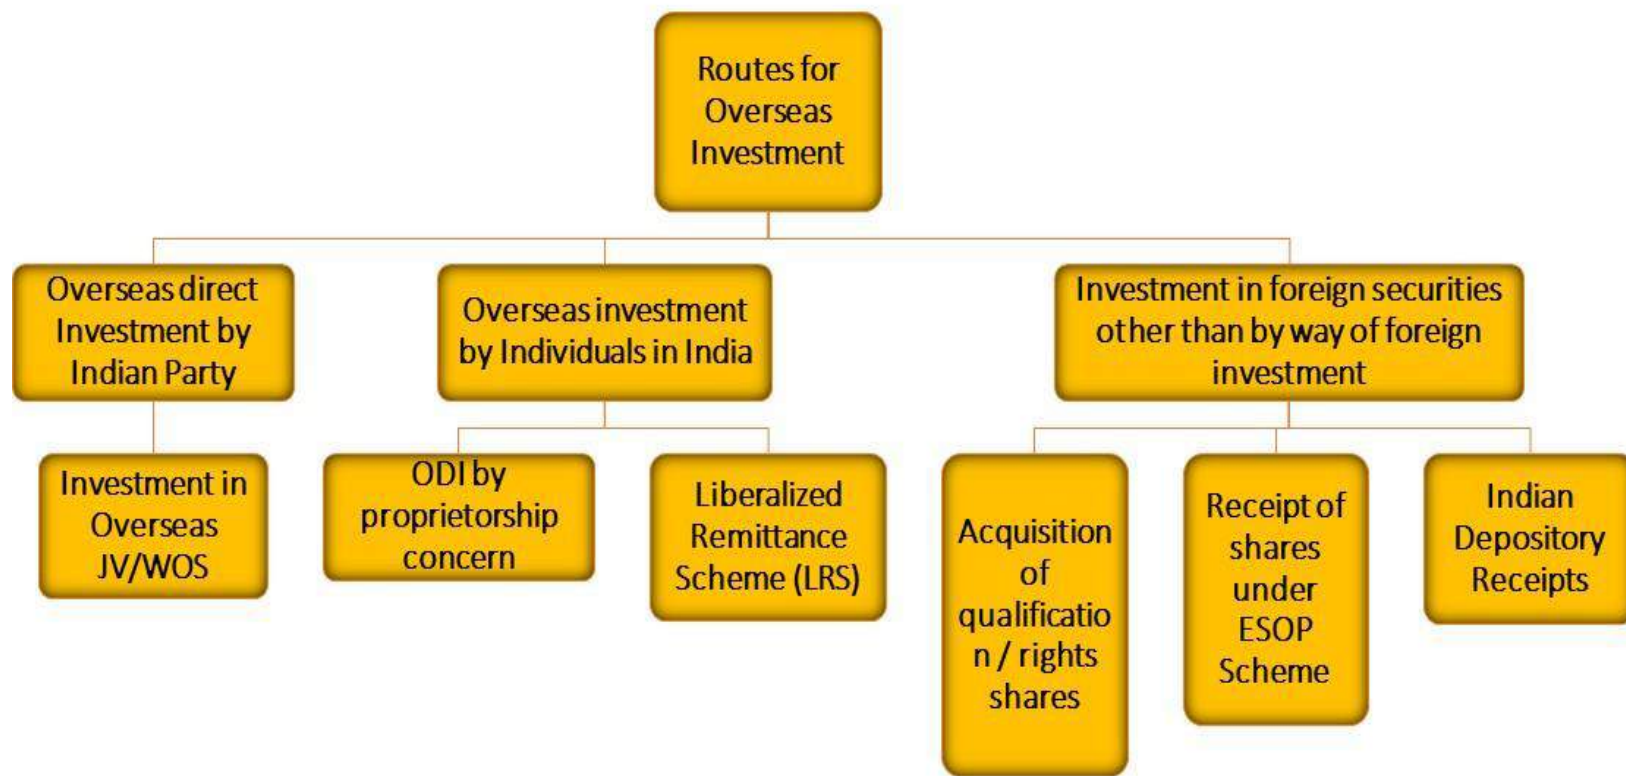 Routes for
Overseas
Investment
Overseas direct
Investment by
Indian Party
Overseas investment
by Individuals in India
Investment in foreign securities
other than by way of foreign
investment
Investment in
Overseas
JV/WOS
ODI by
proprietorship
concern
Liberalized
Remittance
Scheme (LRS)
Acquisition
of
qualificatio
n / rights
shares
Receipt of
shares
under
ESOP
Scheme
Indian
Depository
Receipts